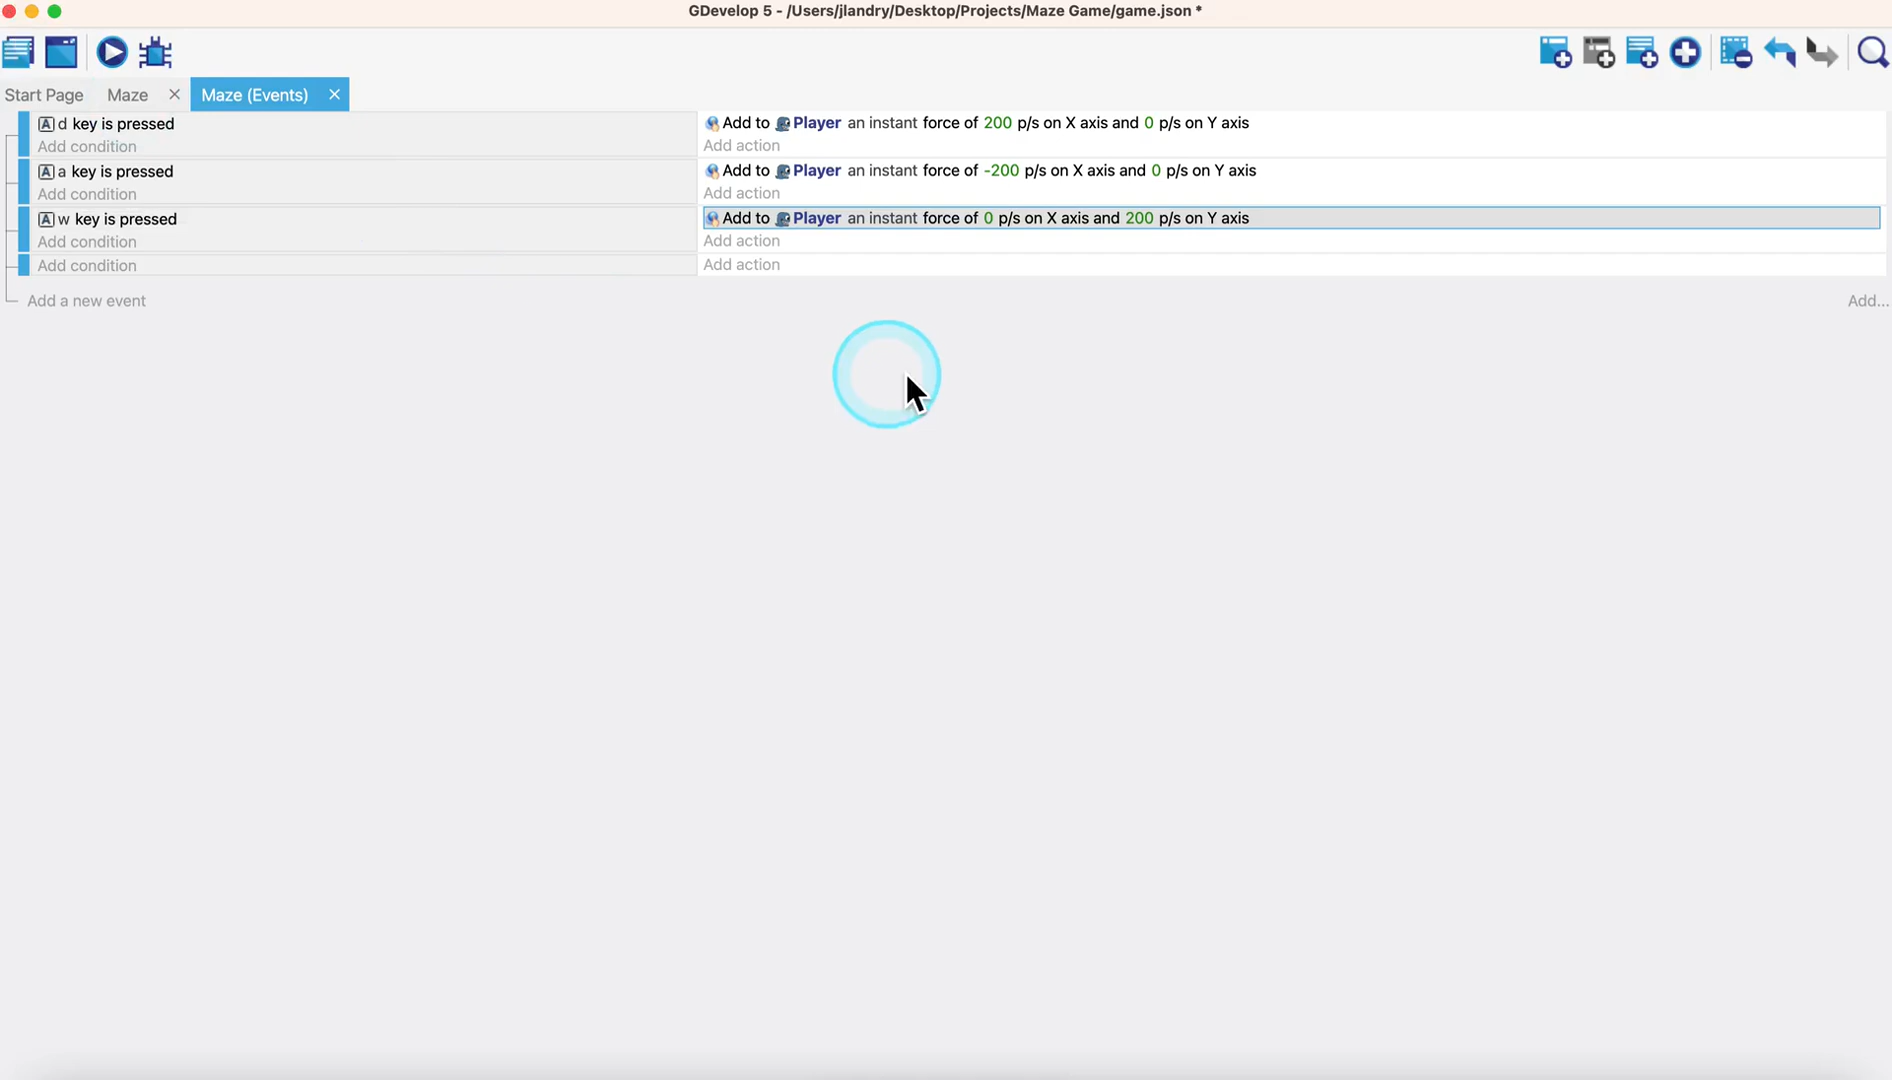 GDevelop 5 - /Users/jlandry/Desktop/Projects/Maze Game/game.json *
Start Page Maze Maze (Events)
d key is pressed Add to Player an instant force of 200 p/s on X axis and 0 p/s on Y axis
Add condition Add action
a key is pressed Add to Player an instant force of -200 p/s on X axis and 0 p/s on Y axis
Add condition Add action
w key is pressed Add to Player an instant force of 0 p/s on X axis and 200 p/s on Y axis
Add condition Add action
Add condition Add action
Add a new event Add...